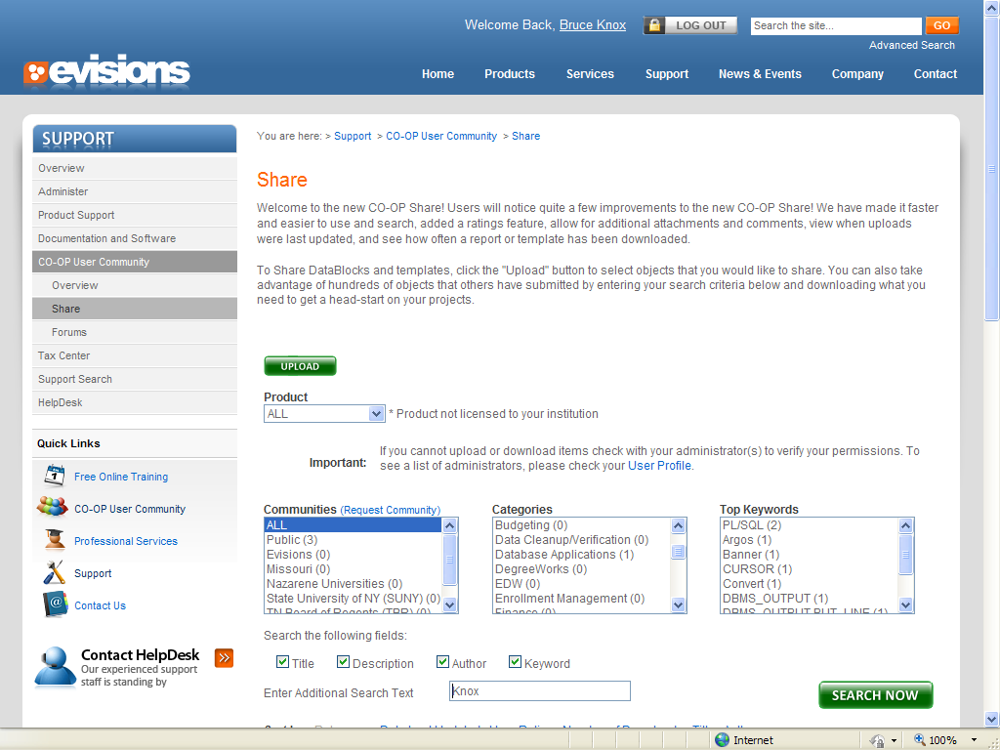 Welcome Back, Bruce Knox
LOG OUT
Search the site...
GO
Advanced Search
evisions
Home Products Services Support News & Events Company Contact
SUPPORT
Overview
Administer
Product Support
Documentation and Software
CO-OP User Community
Overview
Share
Forums
Tax Center
Support Search
HelpDesk
Quick Links
Free Online Training
CO-OP User Community
Professional Services
Support
Contact Us
Contact HelpDesk
Our experienced support
staff is standing by
You are here: > Support > CO-OP User Community > Share
Share
Welcome to the new CO-OP Share! Users will notice quite a few improvements to the new CO-OP Share! We have made it faster
and easier to use and search, added a ratings feature, allow for additional attachments and comments, view when uploads
were last updated, and see how often a report or template has been downloaded.
To Share DataBlocks and templates, click the "Upload" button to select objects that you would like to share. You can also take
advantage of hundreds of objects that others have submitted by entering your search criteria below and downloading what you
need to get a head-start on your projects.
UPLOAD
Product
ALL
* Product not licensed to your institution
Important:
If you cannot upload or download items check with your administrator(s) to verify your permissions. To
see a list of administrators, please check your User Profile.
Communities (Request Community)
ALL
Public (3)
Evisions (0)
Missouri (0)
Nazarene Universities (0)
State University of NY (SUNY) (0)
TN Board of Regents (TBR) (0)
Categories
Budgeting (0)
Data Cleanup/Verification (0)
Database Applications (1)
DegreeWorks (0)
EDW (0)
Enrollment Management (0)
Finance (0)
Top Keywords
PL/SQL (2)
Argos (1)
Banner (1)
CURSOR (1)
Convert (1)
DBMS_OUTPUT (1)
DBMS_OUTPUT.PUT_LINE (1)
Search the following fields:
Title Description Author Keyword
Enter Additional Search Text
Knox
SEARCH NOW
Internet
100%